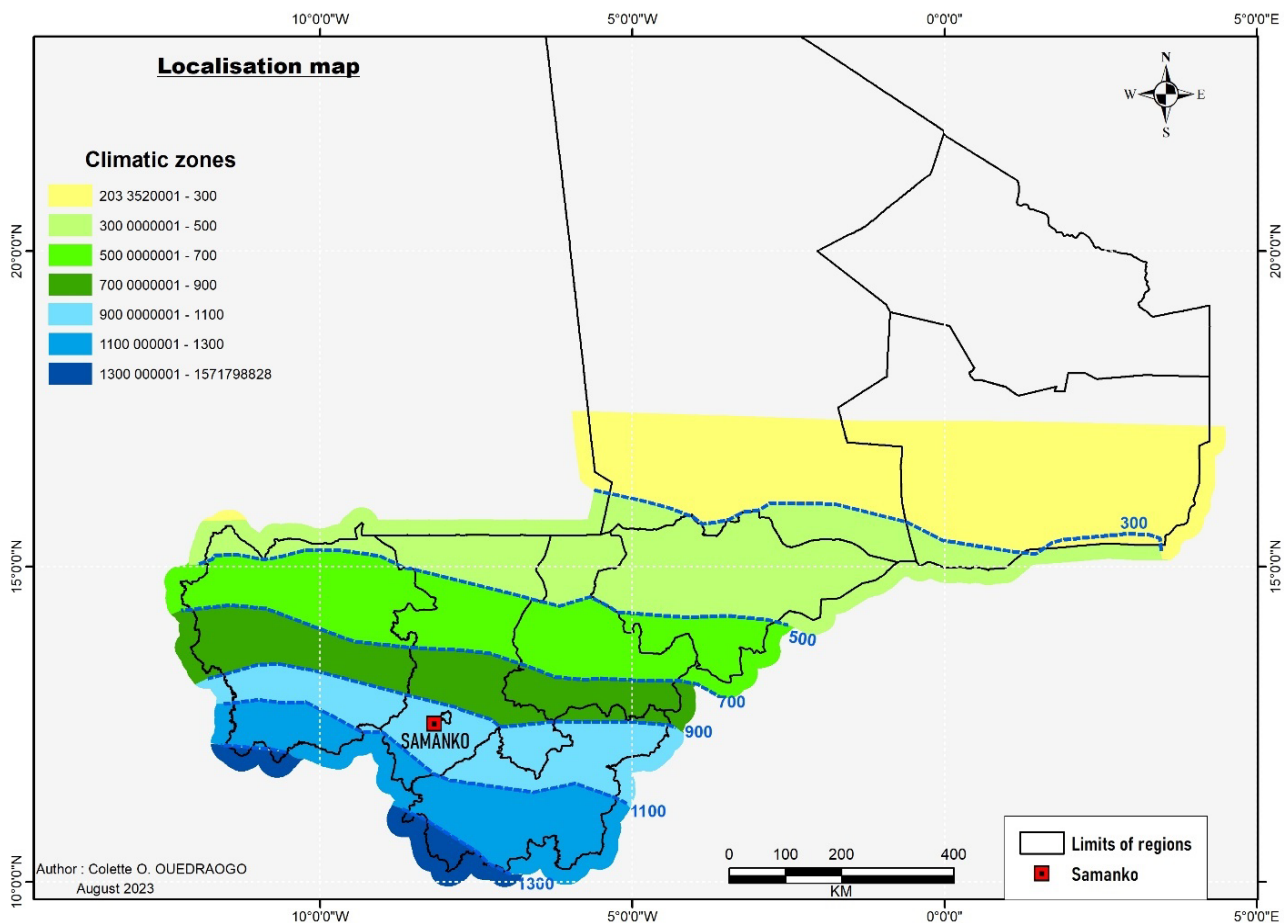 10°0'0"W 5°0'0"W 0°0'0" 5°0'0"E
Localisation map
N
W E
S
Climatic zones
203 3520001 - 300
300 0000001 - 500
500 0000001 - 700
700 0000001 - 900
900 0000001 - 1100
1100 000001 - 1300
1300 000001 - 1571798828
20°0'0"N 20°0'0"N
300
15°0'0"N 15°0'0"N
500
700
900
SAMANKO
1100
1300
Author : Colette O. OUEDRAOGO
August 2023
0 100 200 400
KM
Limits of regions
Samanko
10°0'0"N 10°0'0"N
10°0'0"W 5°0'0"W 0°0'0" 5°0'0"E